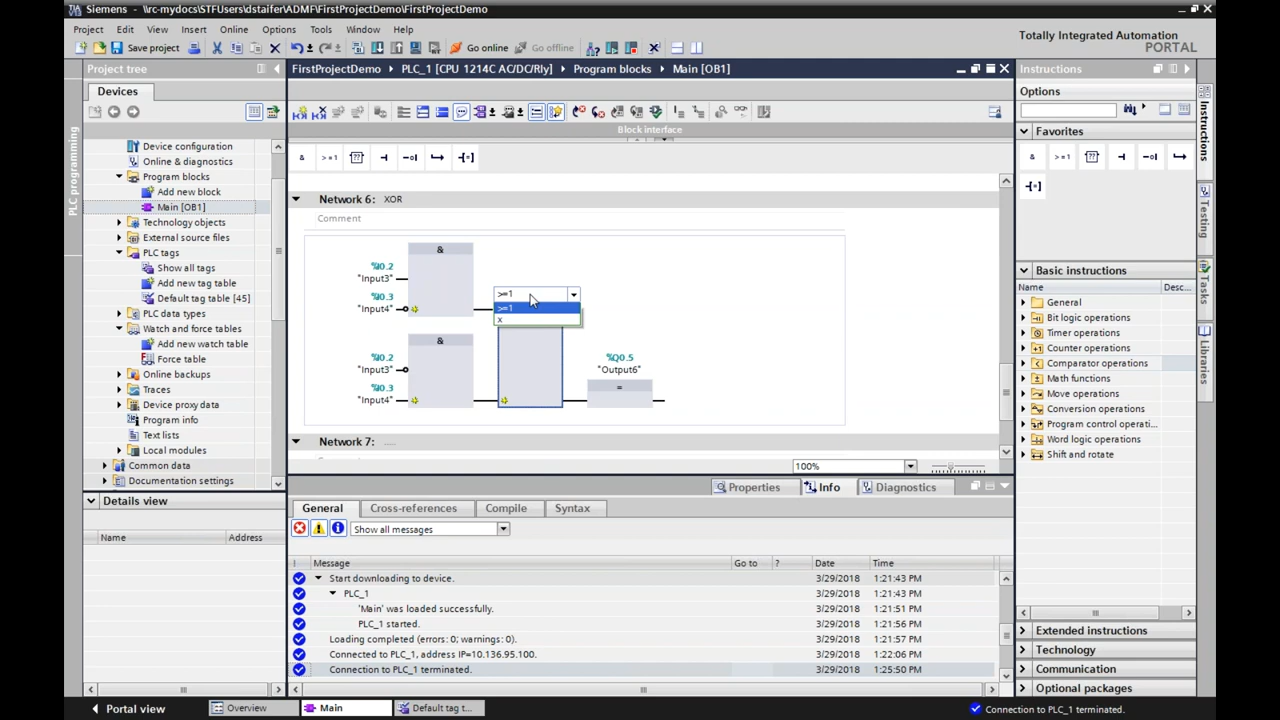 Siemens - \\rc-mydocs\STFUsers\dstaifer\ADMF\FirstProjectDemo\FirstProjectDemo
Project Edit View Insert Online Options Tools Window Help
Totally Integrated Automation
PORTAL
Save project Go online Go offline
Project tree
FirstProjectDemo PLC_1 [CPU 1214C AC/DC/Rly] Program blocks Main [OB1]
Instructions
Devices
Options
Block interface
Favorites
& >=1 ?? -| -o| [=]
& >=1 ??
Device configuration
Online & diagnostics
Program blocks
Add new block
Main [OB1]
Technology objects
External source files
PLC tags
Show all tags
Add new tag table
Default tag table [45]
PLC data types
Watch and force tables
Add new watch table
Force table
Online backups
Traces
Device proxy data
Program info
Text lists
Local modules
Common data
Documentation settings
Details view
Name Address
Network 6: XOR
Comment
&
%I0.2
"Input3"
%I0.3
"Input4"
>=1
>=1
x
&
%I0.2
"Input3"
%I0.3
"Input4"
%Q0.5
"Output6"
=
Network 7: .....
100%
Properties Info Diagnostics
General Cross-references Compile Syntax
Show all messages
! Message Go to ? Date Time
Start downloading to device. 3/29/2018 1:21:43 PM
PLC_1 3/29/2018 1:21:43 PM
'Main' was loaded successfully. 3/29/2018 1:21:51 PM
PLC_1 started. 3/29/2018 1:21:56 PM
Loading completed (errors: 0; warnings: 0). 3/29/2018 1:21:57 PM
Connected to PLC_1, address IP=10.136.95.100. 3/29/2018 1:22:06 PM
Connection to PLC_1 terminated. 3/29/2018 1:25:50 PM
Basic instructions
Name Desc...
General
Bit logic operations
Timer operations
Counter operations
Comparator operations
Math functions
Move operations
Conversion operations
Program control operati...
Word logic operations
Shift and rotate
Extended instructions
Technology
Communication
Optional packages
PLC programming
Instructions
Testing
Tasks
Libraries
Portal view Overview Main Default tag t...
Connection to PLC_1 terminated.